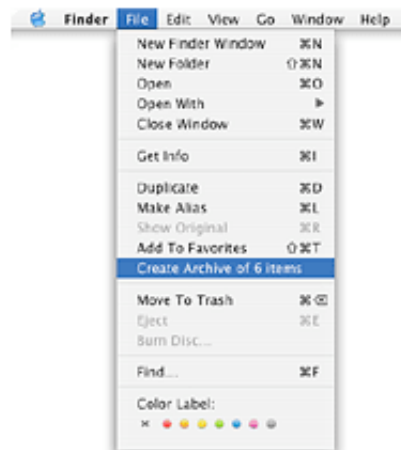 Finder File Edit View Go Window Help
New Finder Window ⌘N
New Folder ⇧⌘N
Open ⌘O
Open With ▶
Close Window ⌘W
Get Info ⌘I
Duplicate ⌘D
Make Alias ⌘L
Show Original ⌘R
Add To Favorites ⇧⌘T
Create Archive of 6 items
Move To Trash ⌘⌫
Eject ⌘E
Burn Disc...
Find... ⌘F
Color Label:
×